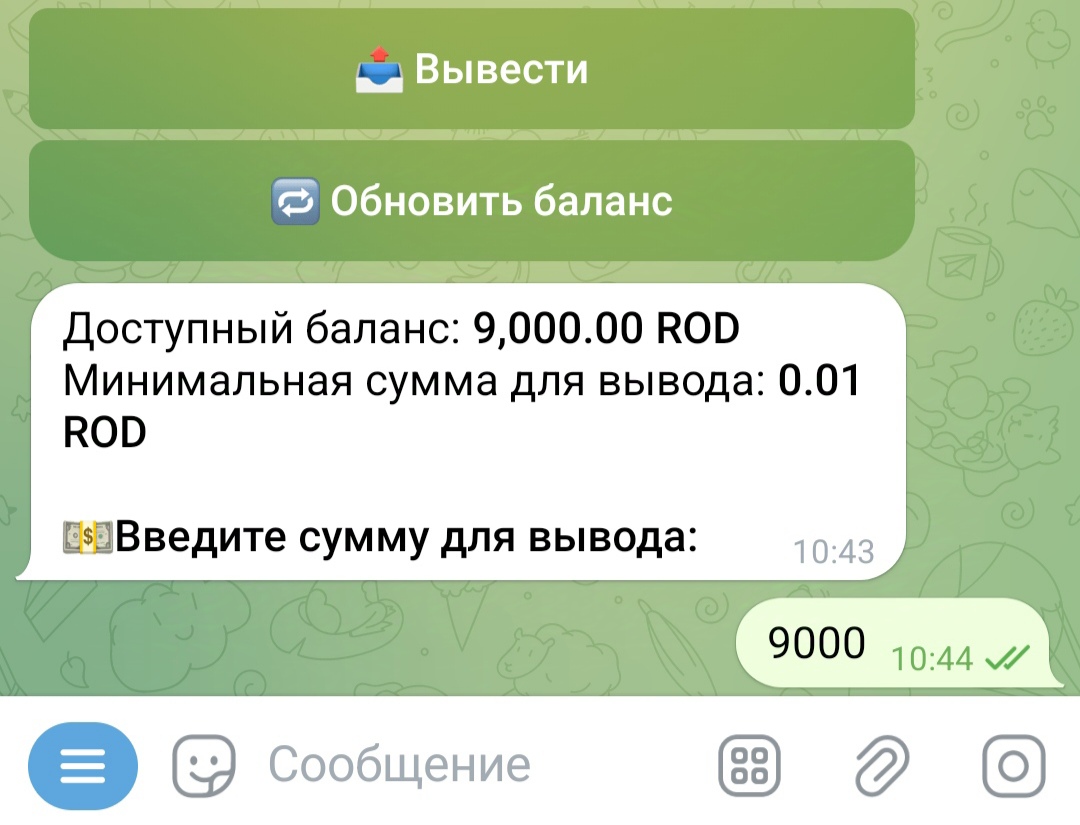 📤 Вывести
🔁 Обновить баланс
Доступный баланс: 9,000.00 ROD
Минимальная сумма для вывода: 0.01
ROD
💵Введите сумму для вывода:
10:43
9000 10:44
Сообщение